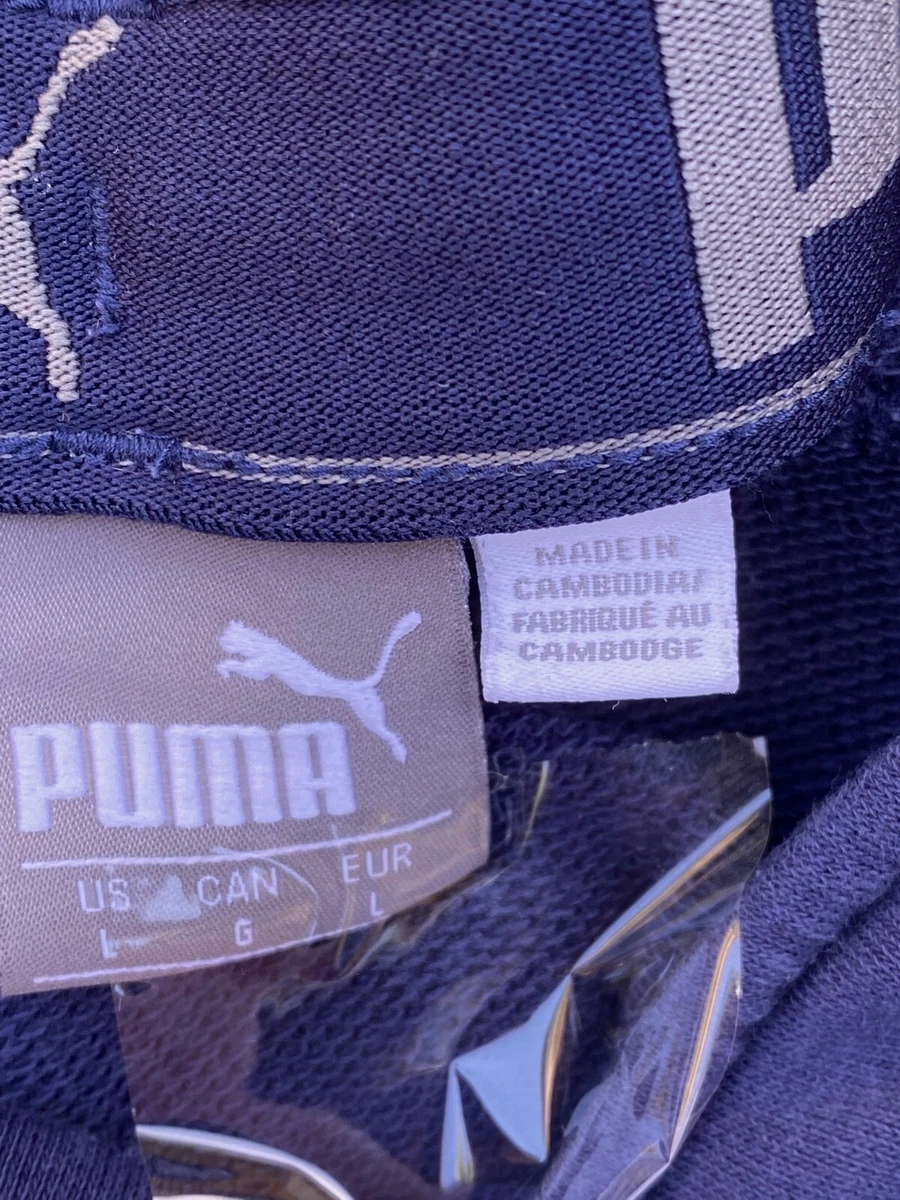 P
MADE IN
CAMBODIA/
FABRIQUÉ AU
CAMBODGE
PUMA
US CAN EUR
L G L